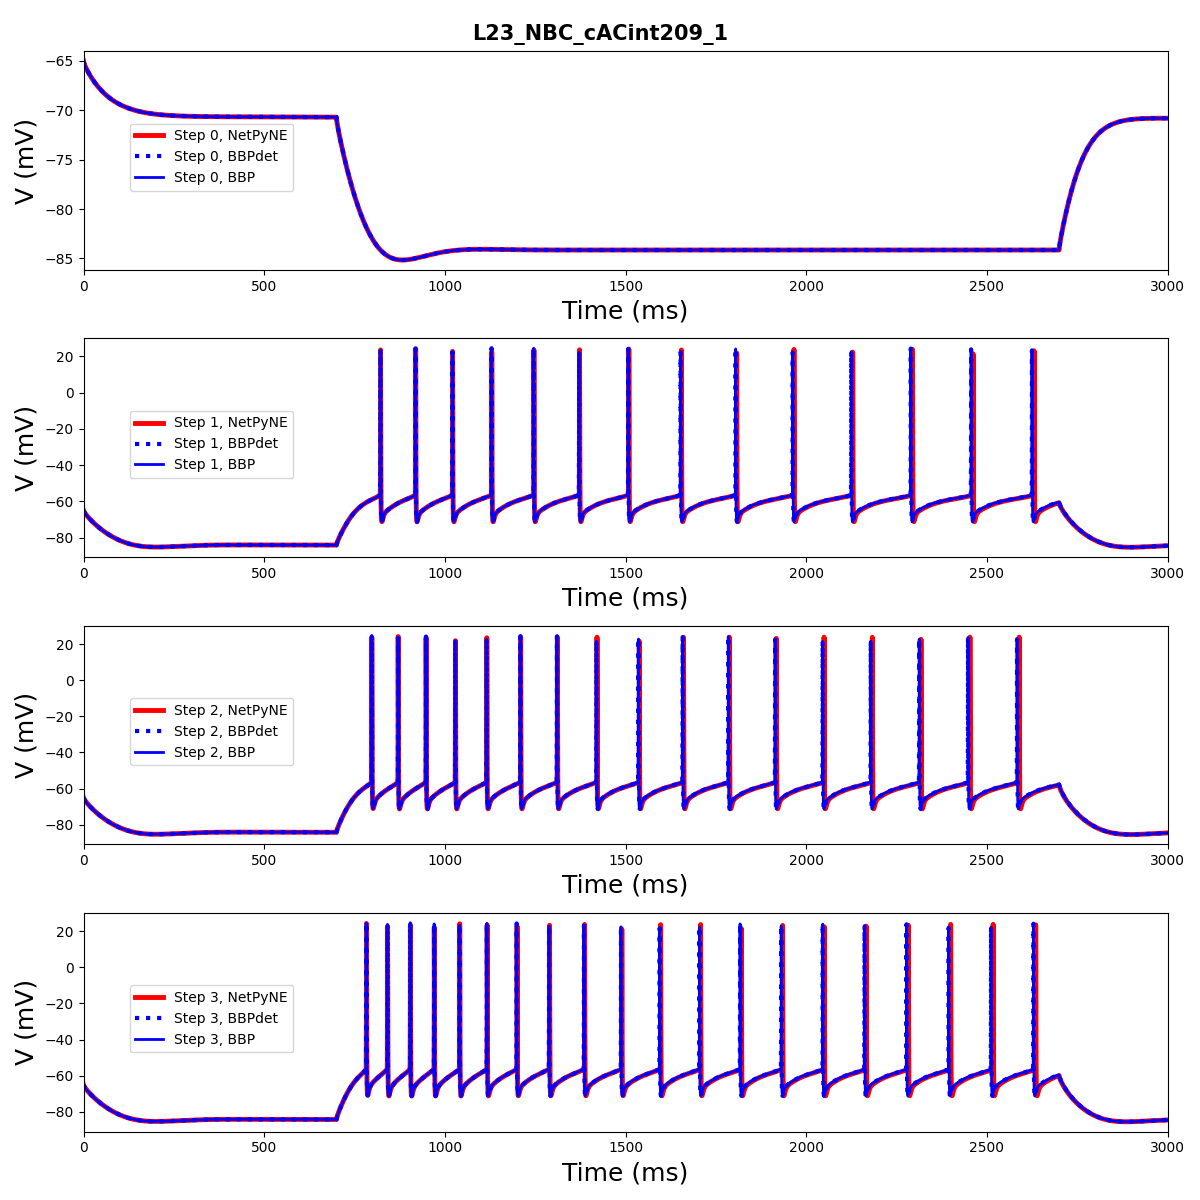 L23_NBC_cACint209_1
−65
−70
−75
−80
−85
V (mV)
Step 0, NetPyNE
Step 0, BBPdet
Step 0, BBP
0 500 1000 1500 2000 2500 3000
Time (ms)
20
0
−20
−40
−60
−80
V (mV)
Step 1, NetPyNE
Step 1, BBPdet
Step 1, BBP
0 500 1000 1500 2000 2500 3000
Time (ms)
20
0
−20
−40
−60
−80
V (mV)
Step 2, NetPyNE
Step 2, BBPdet
Step 2, BBP
0 500 1000 1500 2000 2500 3000
Time (ms)
20
0
−20
−40
−60
−80
V (mV)
Step 3, NetPyNE
Step 3, BBPdet
Step 3, BBP
0 500 1000 1500 2000 2500 3000
Time (ms)